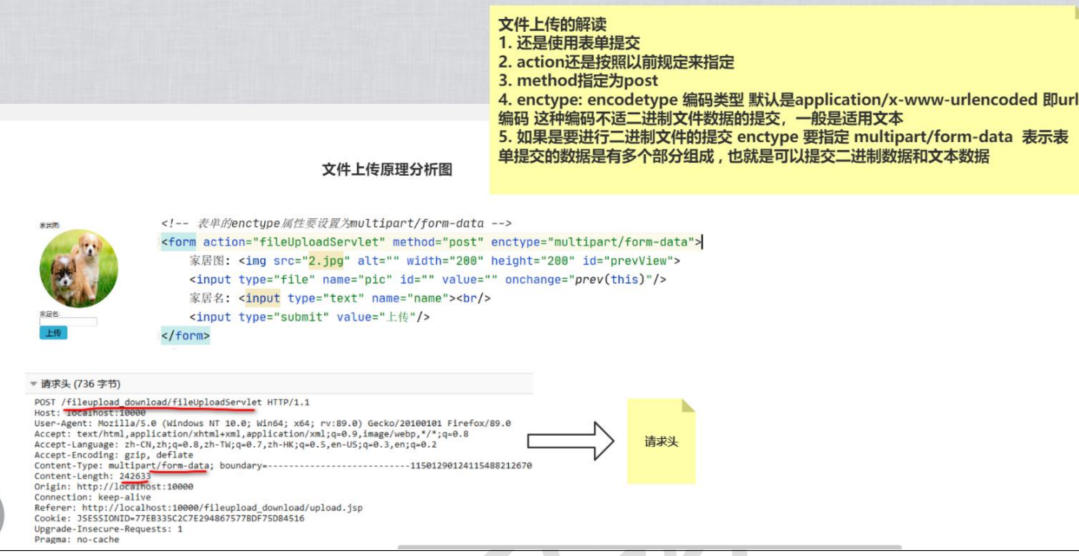 文件上传的解读
1. 还是使用表单提交
2. action还是按照以前规定来指定
3. method指定为post
4. enctype: encodetype 编码类型 默认是application/x-www-urlencoded 即url
编码 这种编码不适二进制文件数据的提交，一般是适用文本
5. 如果是要进行二进制文件的提交 enctype 要指定 multipart/form-data 表示表
单提交的数据是有多个部分组成 , 也就是可以提交二进制数据和文本数据
文件上传原理分析图
家居图:
家居名:
上传
<!-- 表单的enctype属性要设置为multipart/form-data -->
<form action="fileUploadServlet" method="post" enctype="multipart/form-data">
家居图: <img src="2.jpg" alt="" width="200" height="200" id="prevView">
<input type="file" name="pic" id="" value="" onchange="prev(this)"/>
家居名: <input type="text" name="name"><br/>
<input type="submit" value="上传"/>
</form>
请求头 (736 字节)
POST /fileupload_download/fileUploadServlet HTTP/1.1
Host: localhost:10000
User-Agent: Mozilla/5.0 (Windows NT 10.0; Win64; x64; rv:89.0) Gecko/20100101 Firefox/89.0
Accept: text/html,application/xhtml+xml,application/xml;q=0.9,image/webp,*/*;q=0.8
Accept-Language: zh-CN,zh;q=0.8,zh-TW;q=0.7,zh-HK;q=0.5,en-US;q=0.3,en;q=0.2
Accept-Encoding: gzip, deflate
Content-Type: multipart/form-data; boundary=---------------------------11501290124115488212670
Content-Length: 242633
Origin: http://localhost:10000
Connection: keep-alive
Referer: http://localhost:10000/fileupload_download/upload.jsp
Cookie: JSESSIONID=77EB335C2C7E2948675778DF75D84516
Upgrade-Insecure-Requests: 1
Pragma: no-cache
请求头